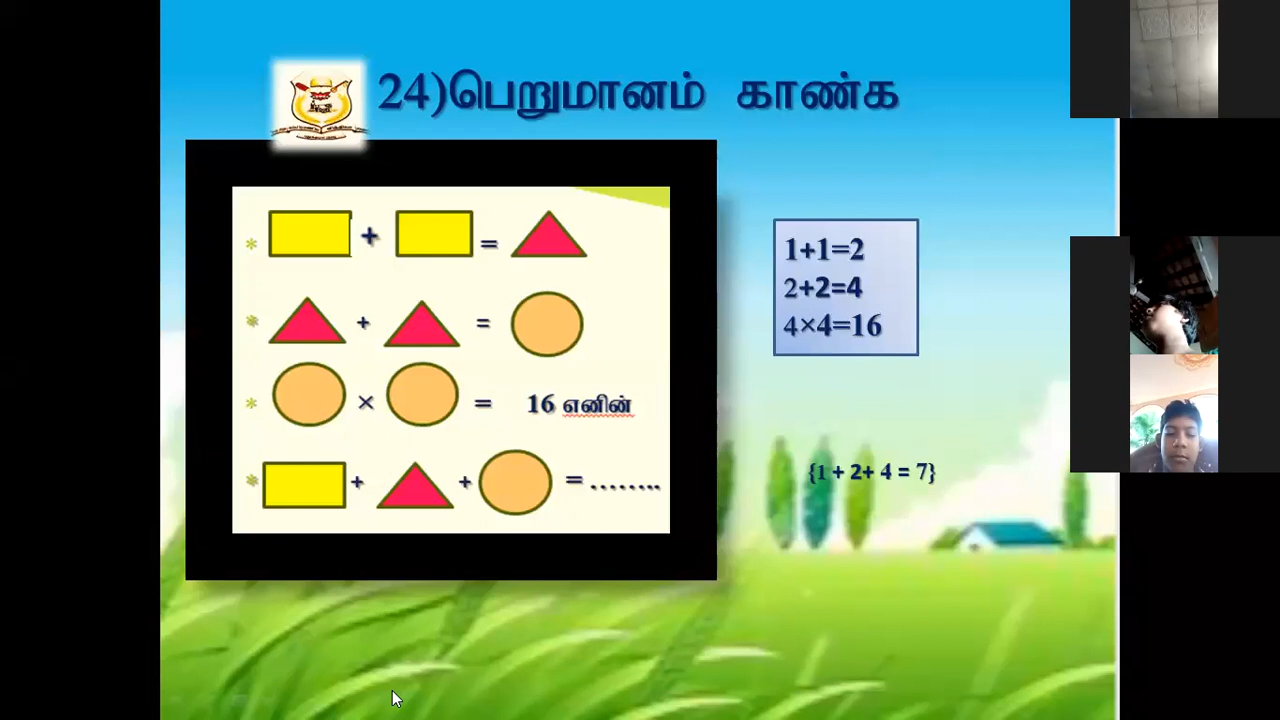 24)பெறுமானம் காண்க
+ =
+ =
× = 16 எனின்
+ + = ........
1+1=2
2+2=4
4×4=16
{1 + 2+ 4 = 7}